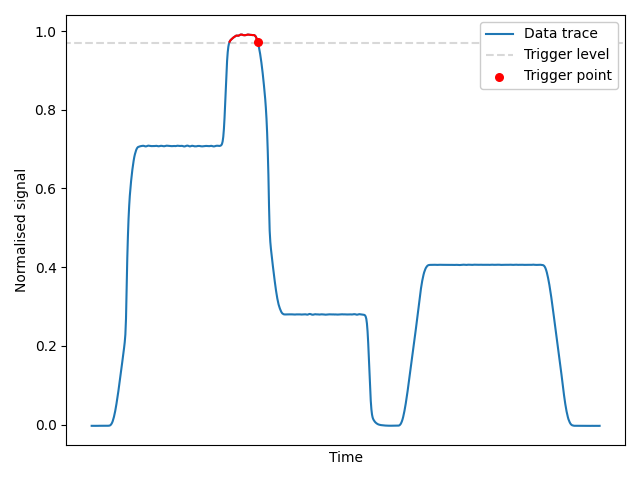 1.0
0.8
0.6
0.4
0.2
0.0
Normalised signal
Time
Data trace
Trigger level
Trigger point